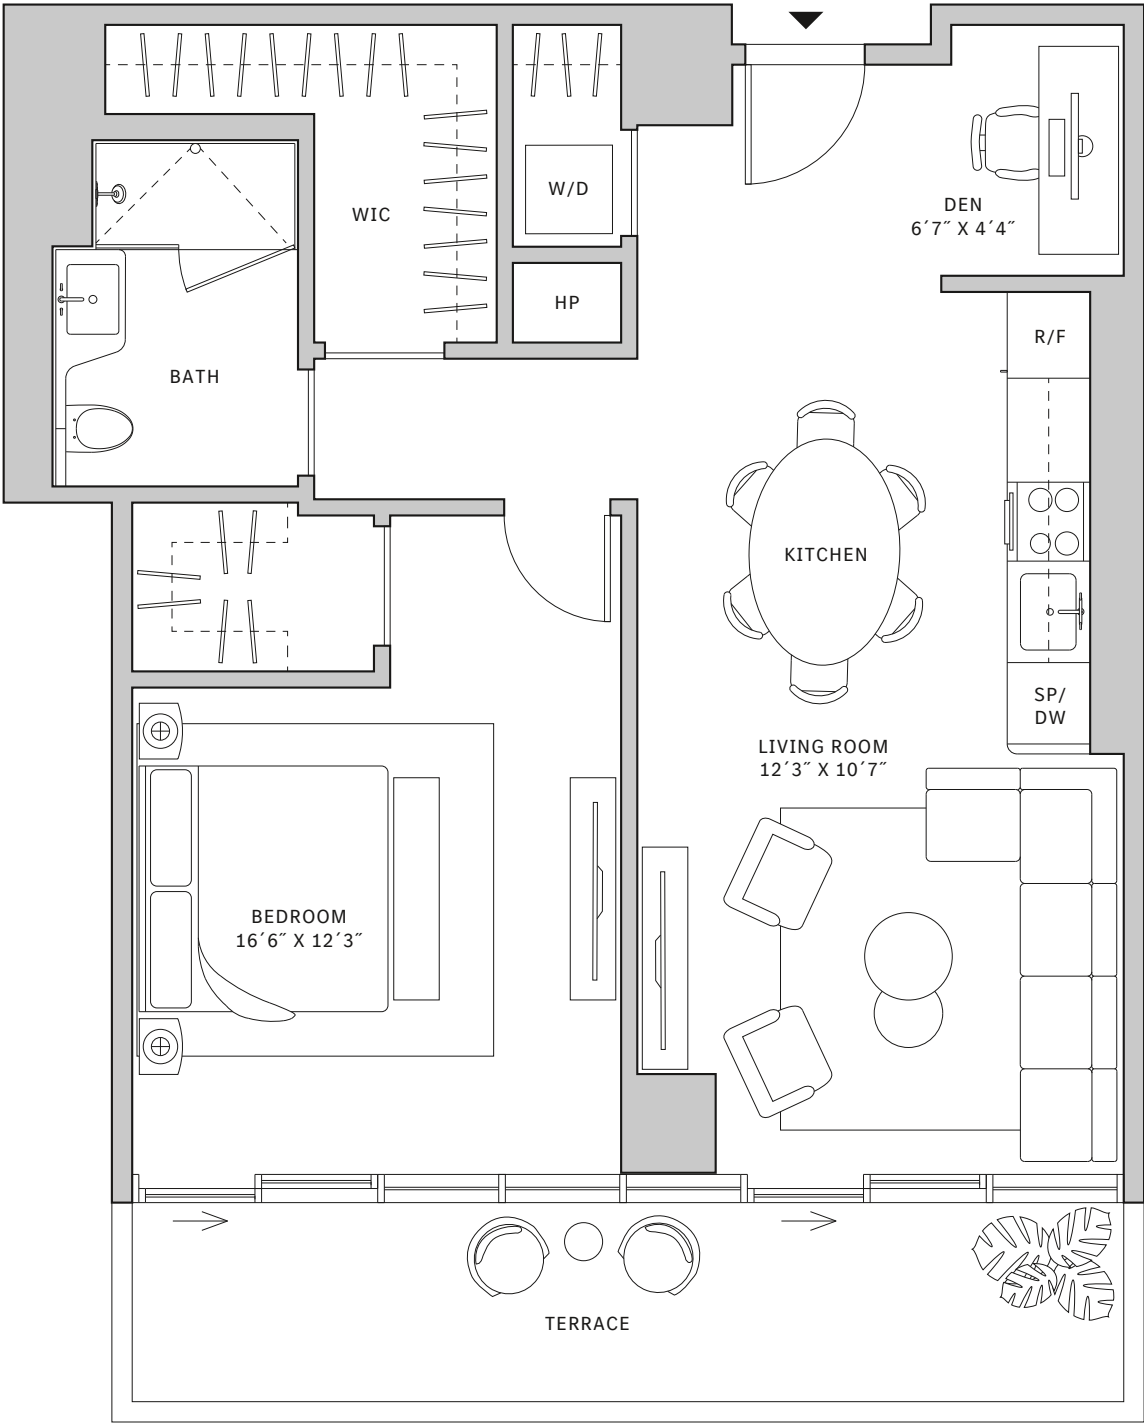 W/D
WIC
DEN
6´7˝ X 4´4˝
HP
R/F
BATH
KITCHEN
SP/
DW
LIVING ROOM
12´3˝ X 10´7˝
BEDROOM
16´6˝ X 12´3˝
TERRACE